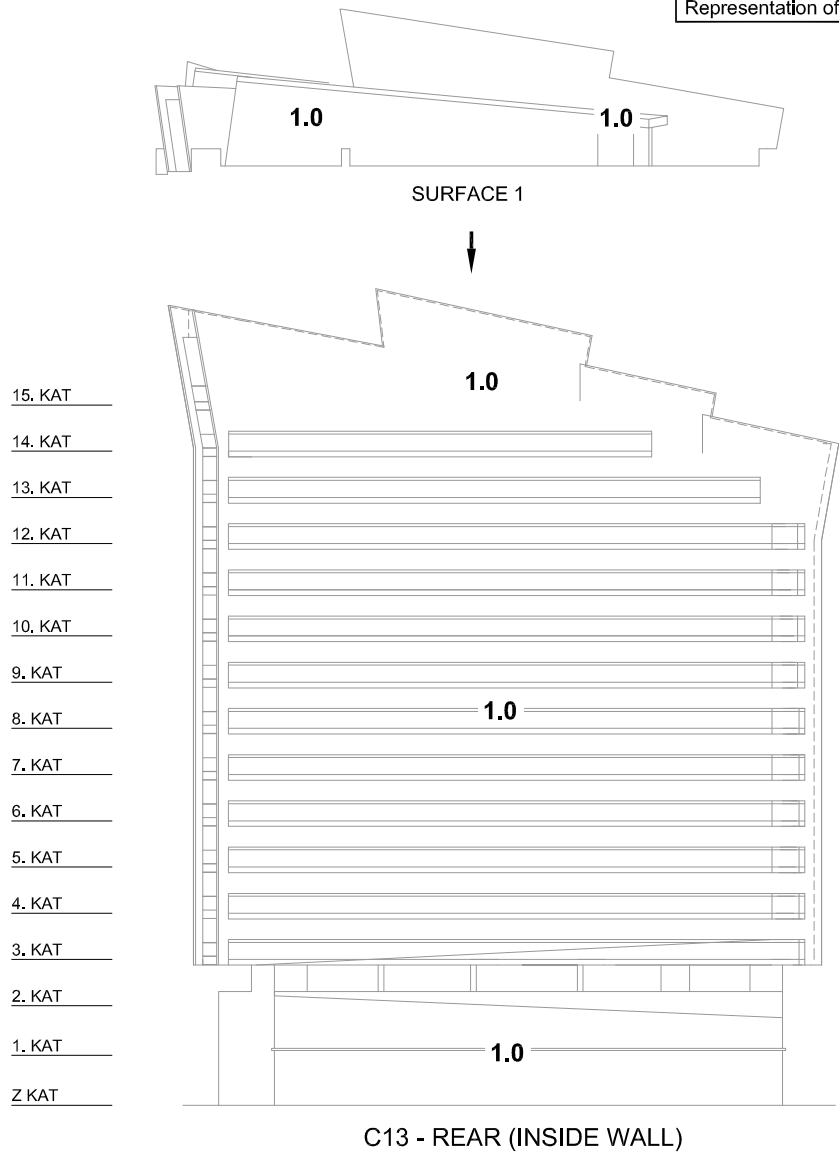 Representation of
1.0
1.0
SURFACE 1
1.0
15. KAT
14. KAT
13. KAT
12. KAT
11. KAT
10. KAT
9. KAT
8. KAT
1.0
7. KAT
6. KAT
5. KAT
4. KAT
3. KAT
2. KAT
1. KAT
1.0
Z KAT
C13 - REAR (INSIDE WALL)